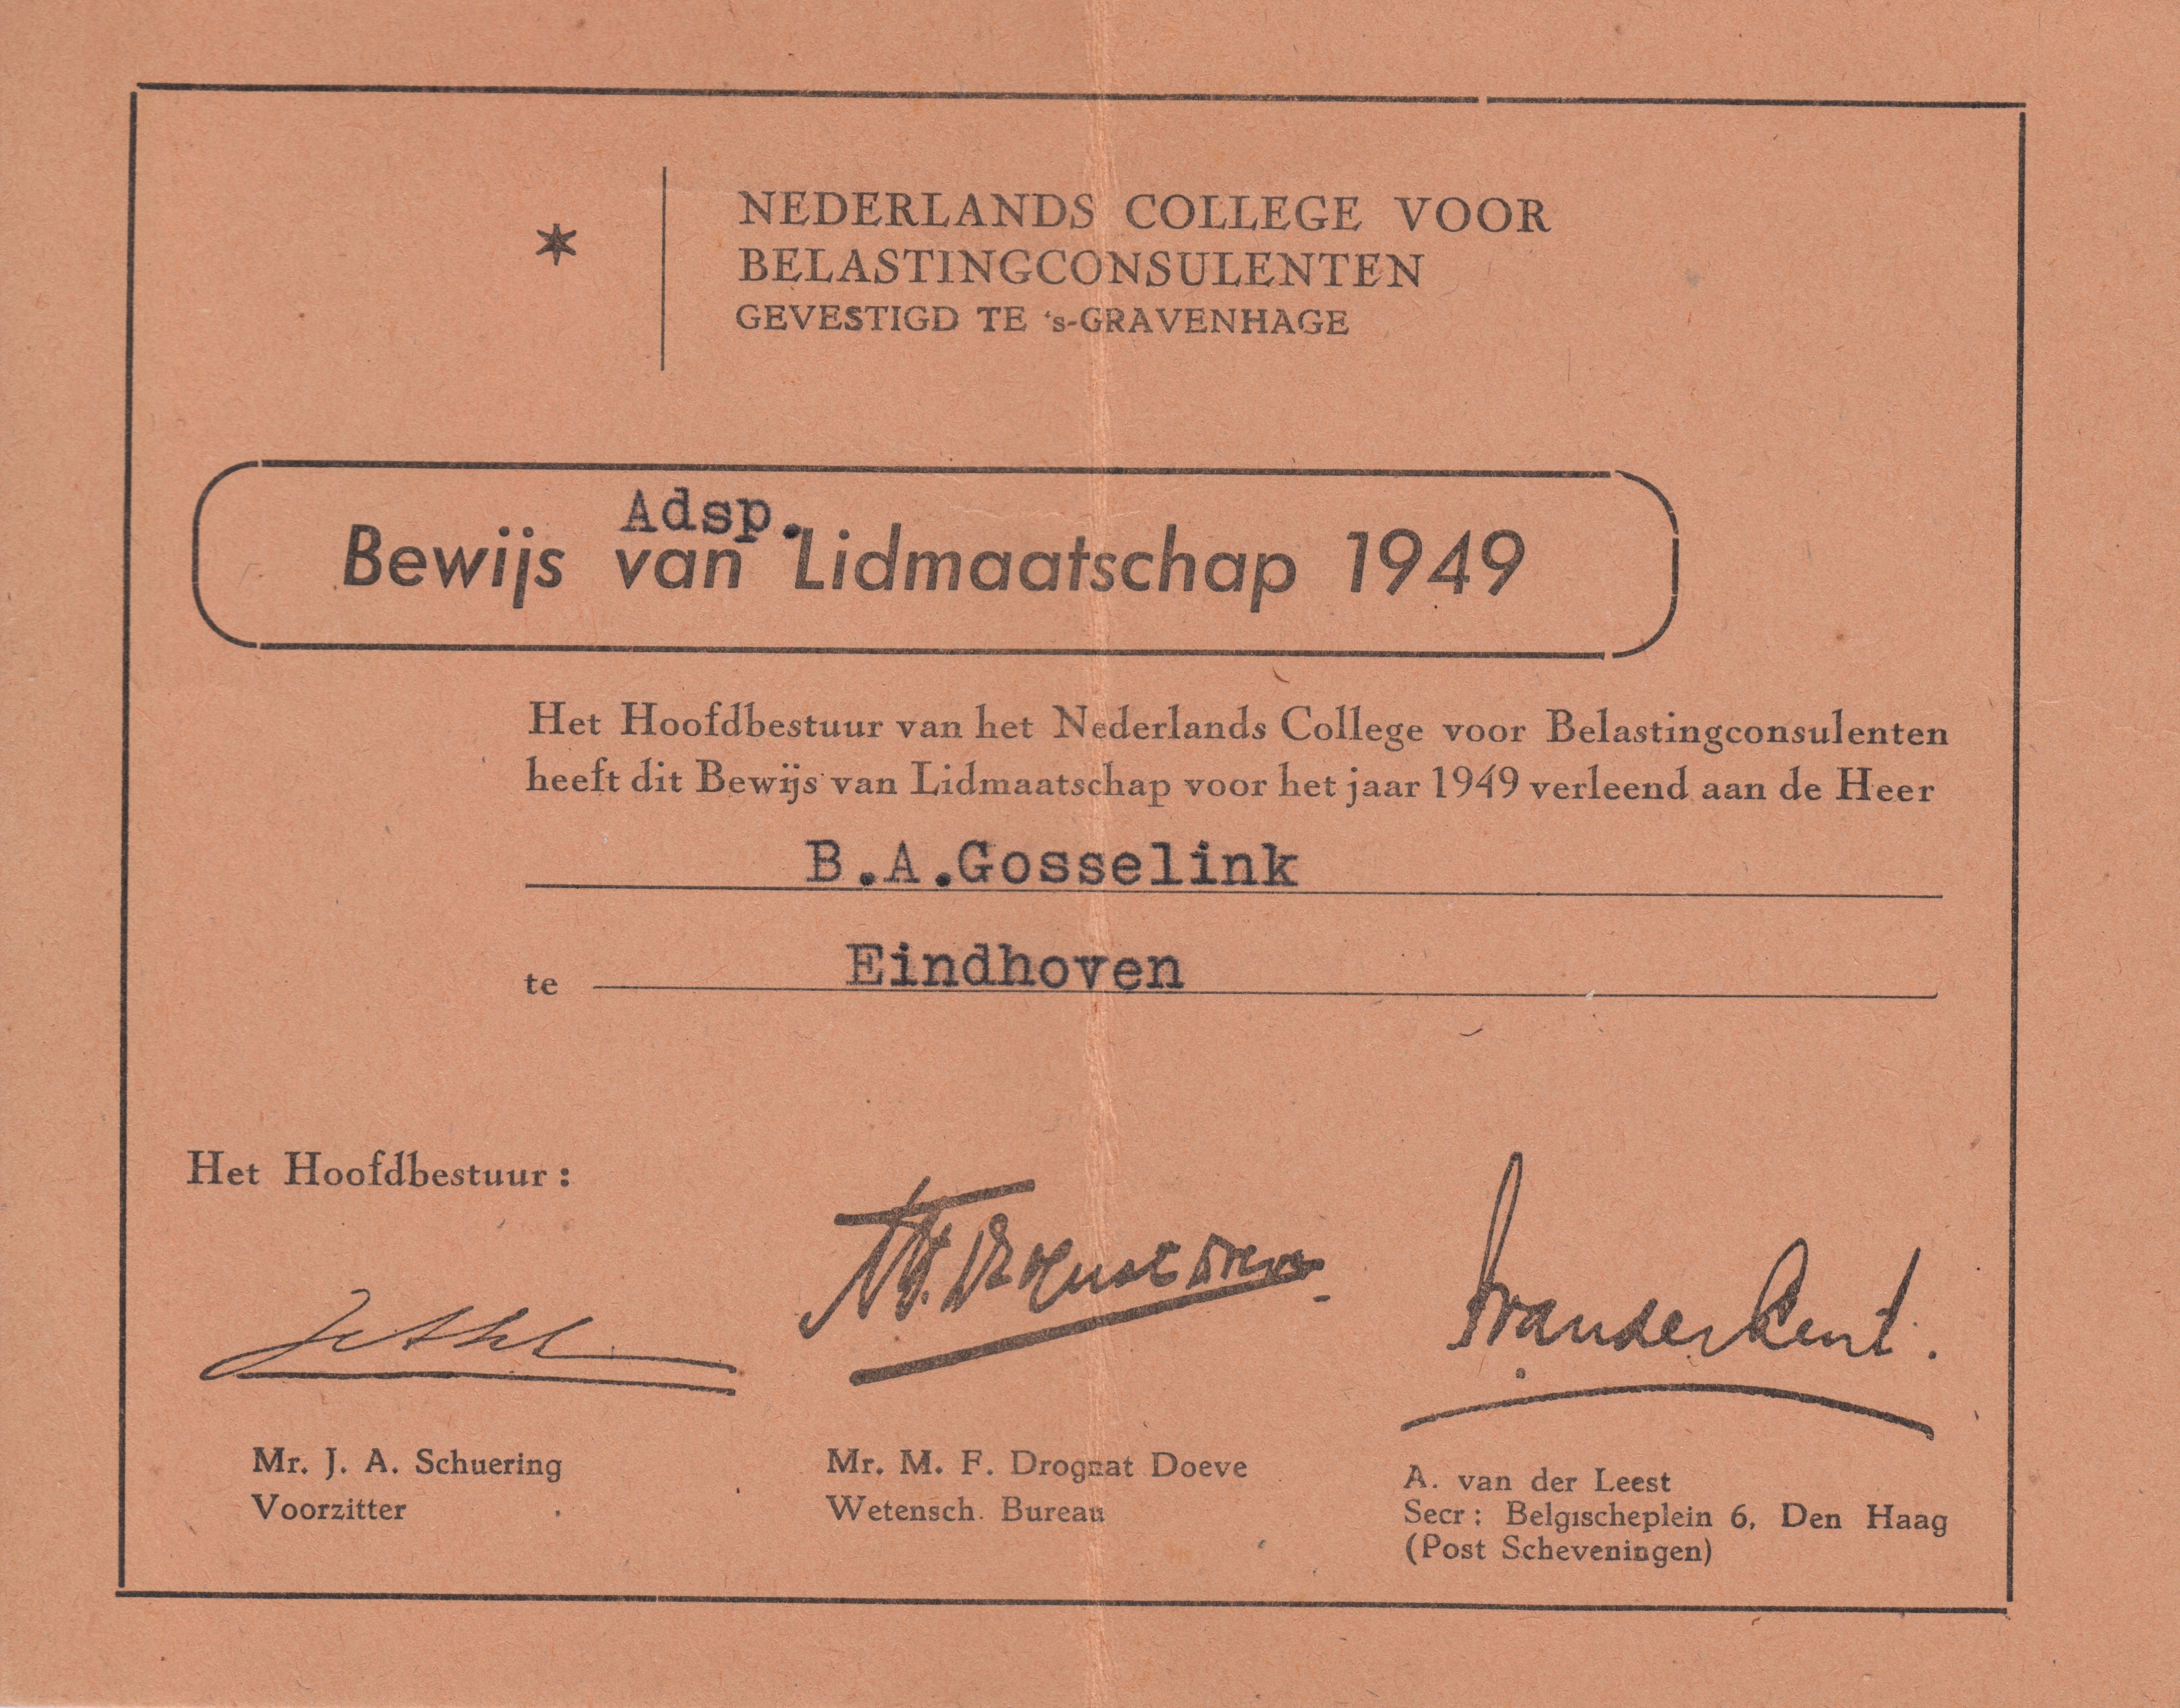 *
NEDERLANDS COLLEGE VOOR
BELASTINGCONSULENTEN
GEVESTIGD TE 's-GRAVENHAGE
Adsp.
Bewijs van Lidmaatschap 1949
Het Hoofdbestuur van het Nederlands College voor Belastingconsulenten
heeft dit Bewijs van Lidmaatschap voor het jaar 1949 verleend aan de Heer
B.A.Gosselink
te Eindhoven
Het Hoofdbestuur:
Mr. J. A. Schuering
Voorzitter
Mr. M. F. Drognat Doeve
Wetensch. Bureau
A. van der Leest
Secr: Belgischeplein 6, Den Haag
(Post Scheveningen)